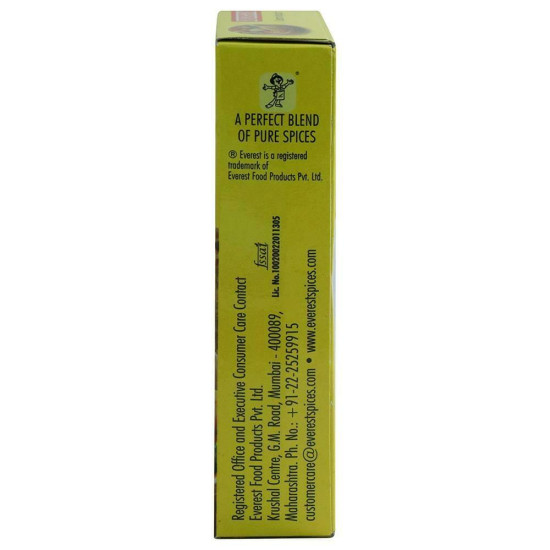 ®
A PERFECT BLEND
OF PURE SPICES
® Everest is a registered
trademark of
Everest Food Products Pvt. Ltd.
fssai
Lic. No.10020022011305
Registered Office and Executive Consumer Care Contact
Everest Food Products Pvt. Ltd.
Krushal Centre, G.M. Road, Mumbai - 400089,
Maharashtra. Ph. No.: +91-22-25259915
customercare@everestspices.com • www.everestspices.com